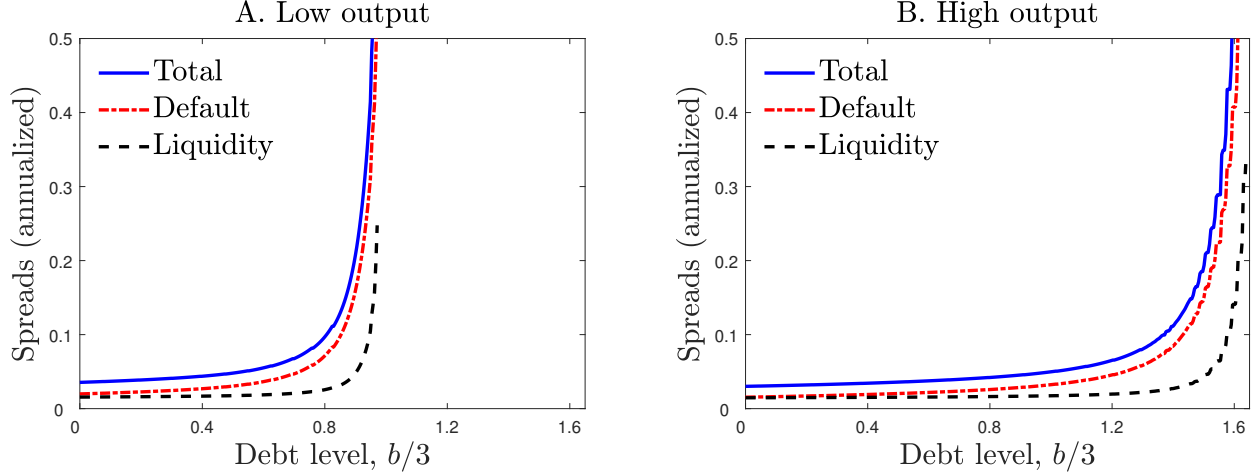 A. Low output
0.5
0.4
0.3
0.2
0.1
0
Spreads (annualized)
Total
Default
Liquidity
0 0.4 0.8 1.2 1.6
Debt level, b/3
B. High output
0.5
0.4
0.3
0.2
0.1
0
Spreads (annualized)
Total
Default
Liquidity
0 0.4 0.8 1.2 1.6
Debt level, b/3